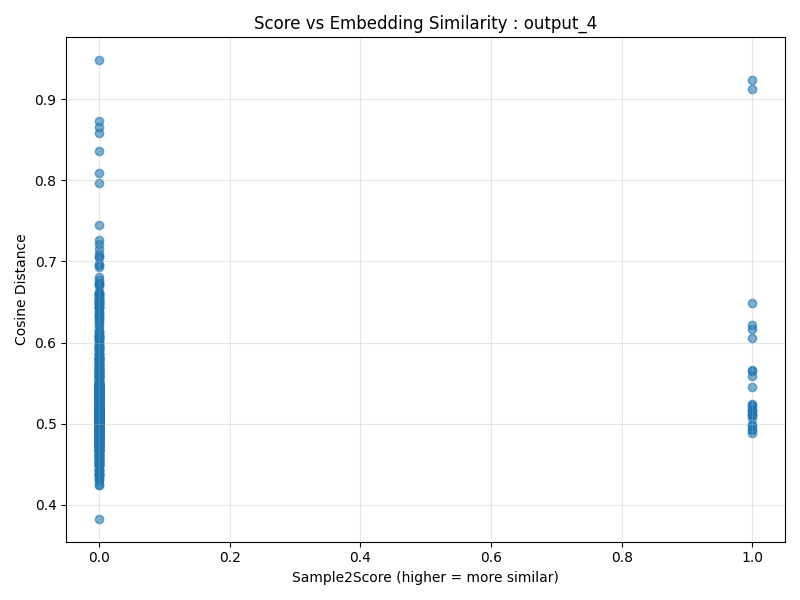 Score vs Embedding Similarity : output_4
Cosine Distance
0.9
0.8
0.7
0.6
0.5
0.4
0.0 0.2 0.4 0.6 0.8 1.0
Sample2Score (higher = more similar)